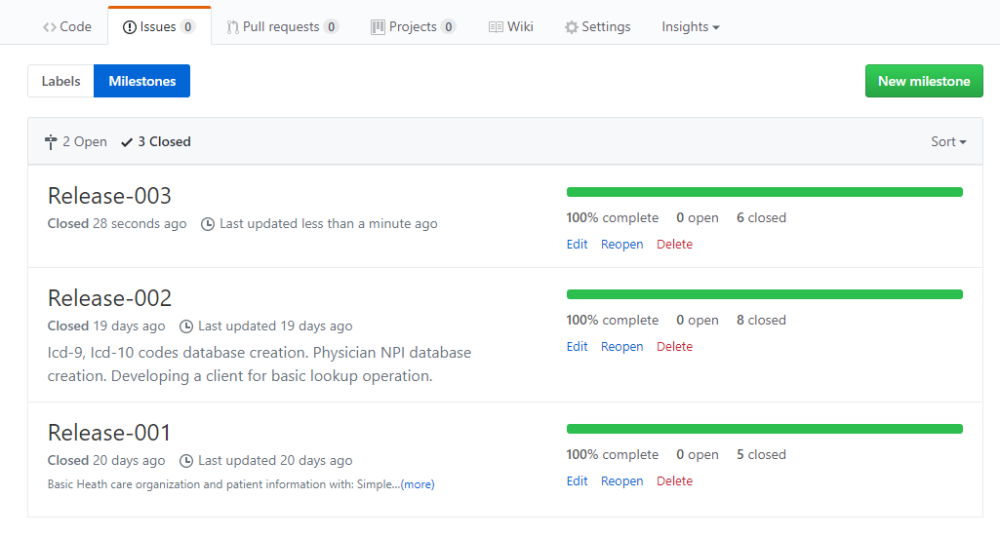 Code Issues 0 Pull requests 0 Projects 0 Wiki Settings Insights
Labels Milestones New milestone
2 Open 3 Closed Sort
Release-003
Closed 28 seconds ago Last updated less than a minute ago
100% complete 0 open 6 closed
Edit Reopen Delete
Release-002
Closed 19 days ago Last updated 19 days ago
Icd-9, Icd-10 codes database creation. Physician NPI database
creation. Developing a client for basic lookup operation.
100% complete 0 open 8 closed
Edit Reopen Delete
Release-001
Closed 20 days ago Last updated 20 days ago
Basic Heath care organization and patient information with: Simple...(more)
100% complete 0 open 5 closed
Edit Reopen Delete